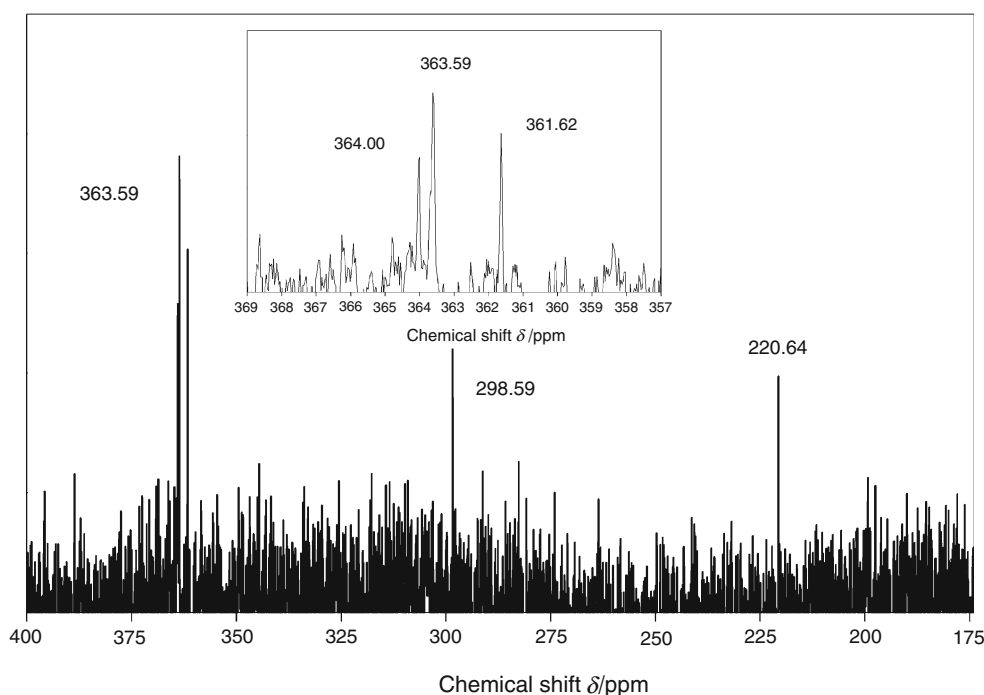 363.59
364.00
361.62
369 368 367 366 365 364 363 362 361 360 359 358 357
Chemical shift δ /ppm
363.59
298.59
220.64
400 375 350 325 300 275 250 225 200 175
Chemical shift δ/ppm